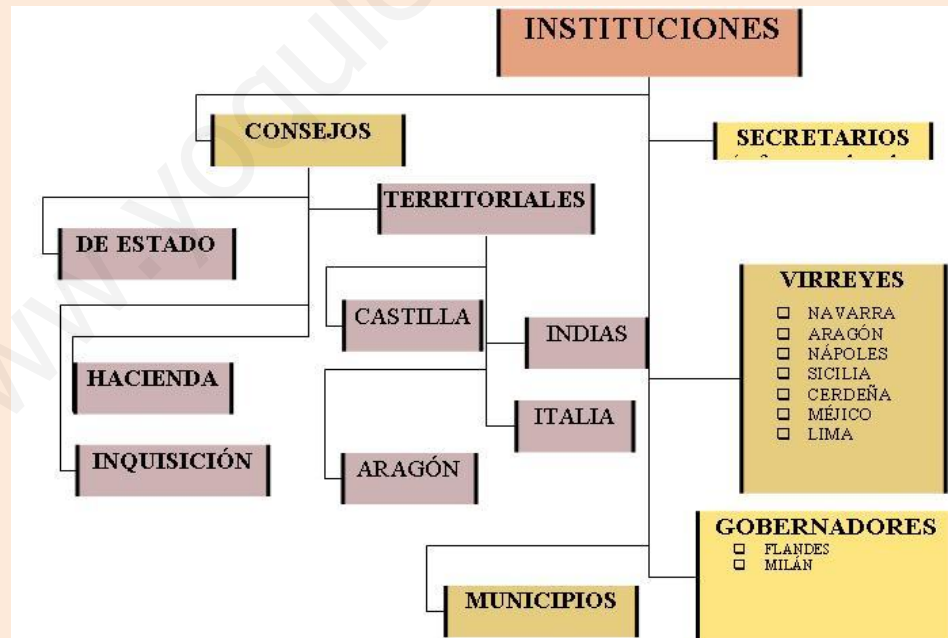 INSTITUCIONES
CONSEJOS
SECRETARIOS
TERRITORIALES
DE ESTADO
CASTILLA
INDIAS
HACIENDA
ITALIA
INQUISICIÓN
ARAGÓN
VIRREYES
NAVARRA
ARAGÓN
NÁPOLES
SICILIA
CERDEÑA
MÉJICO
LIMA
GOBERNADORES
FLANDES
MILÁN
MUNICIPIOS